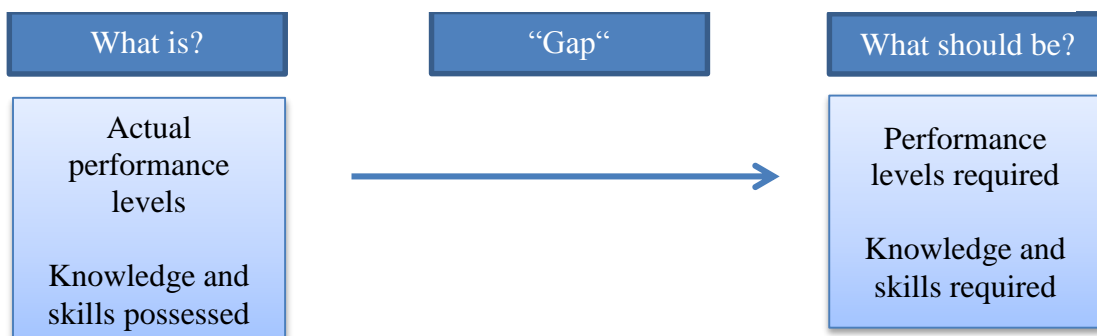 What is?
“Gap“
What should be?
Actual
performance
levels
Knowledge and
skills possessed
Performance
levels required
Knowledge and
skills required